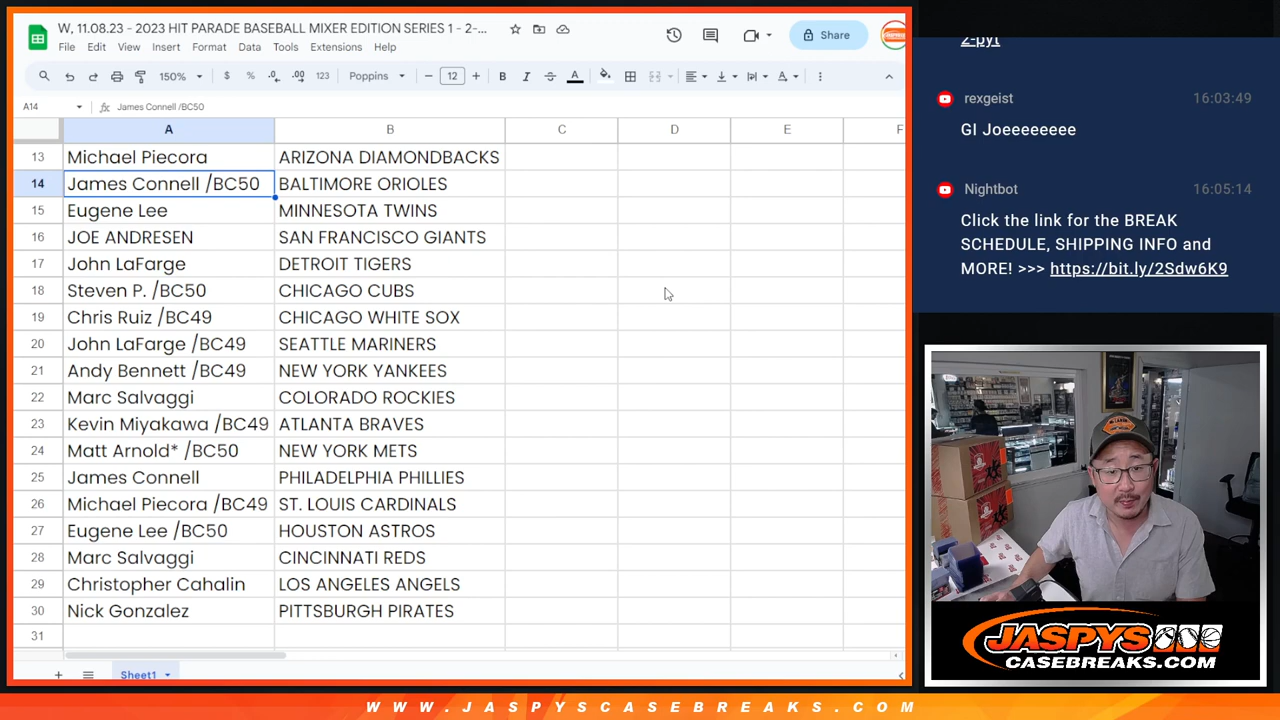 W, 11.08.23 - 2023 HIT PARADE BASEBALL MIXER EDITION SERIES 1 - 2-...
File Edit View Insert Format Data Tools Extensions Help
Share
150% $ % .0 .00 123 Poppins 12 B I A
A14 James Connell /BC50
A B C D E F
13 Michael Piecora ARIZONA DIAMONDBACKS
14 James Connell /BC50 BALTIMORE ORIOLES
15 Eugene Lee MINNESOTA TWINS
16 JOE ANDRESEN SAN FRANCISCO GIANTS
17 John LaFarge DETROIT TIGERS
18 Steven P. /BC50 CHICAGO CUBS
19 Chris Ruiz /BC49 CHICAGO WHITE SOX
20 John LaFarge /BC49 SEATTLE MARINERS
21 Andy Bennett /BC49 NEW YORK YANKEES
22 Marc Salvaggi COLORADO ROCKIES
23 Kevin Miyakawa /BC49 ATLANTA BRAVES
24 Matt Arnold* /BC50 NEW YORK METS
25 James Connell PHILADELPHIA PHILLIES
26 Michael Piecora /BC49 ST. LOUIS CARDINALS
27 Eugene Lee /BC50 HOUSTON ASTROS
28 Marc Salvaggi CINCINNATI REDS
29 Christopher Cahalin LOS ANGELES ANGELS
30 Nick Gonzalez PITTSBURGH PIRATES
31
Sheet1
2-pyt
rexgeist 16:03:49
GI Joeeeeeeee
Nightbot 16:05:14
Click the link for the BREAK
SCHEDULE, SHIPPING INFO and
MORE! >>> https://bit.ly/2Sdw6K9
JASPYS
CASEBREAKS.COM
WWW.JASPYSCASEBREAKS.COM